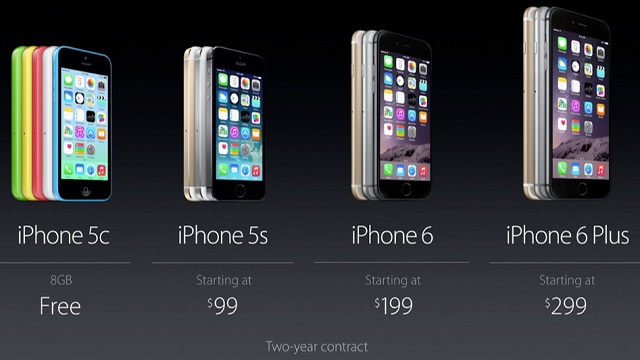 iPhone 5c
8GB
Free
iPhone 5s
Starting at
$99
iPhone 6
Starting at
$199
iPhone 6 Plus
Starting at
$299
Two-year contract